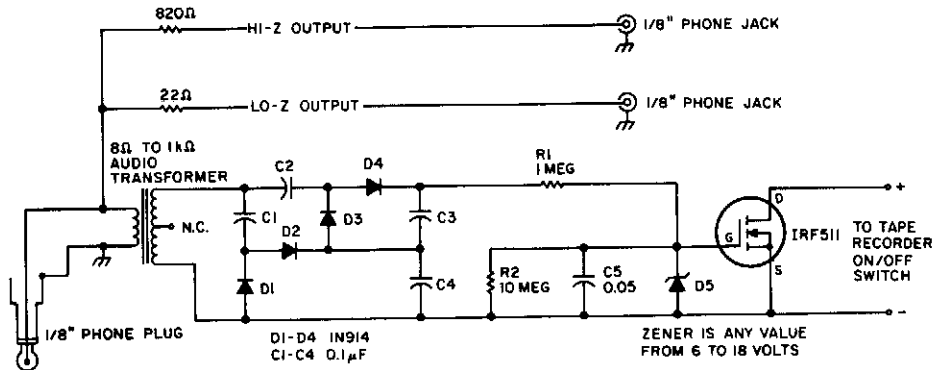 820Ω
HI-Z OUTPUT
1/8" PHONE JACK
22Ω
LO-Z OUTPUT
1/8" PHONE JACK
8Ω TO 1kΩ
AUDIO
TRANSFORMER
C2
D4
R1
1 MEG
N.C.
C1
D3
C3
D2
D
G
S
IRF511
+
TO TAPE
RECORDER
ON/OFF
SWITCH
-
D1
C4
R2
10 MEG
C5
0.05
D5
1/8" PHONE PLUG
D1-D4 IN914
C1-C4 0.1μF
ZENER IS ANY VALUE
FROM 6 TO 18 VOLTS